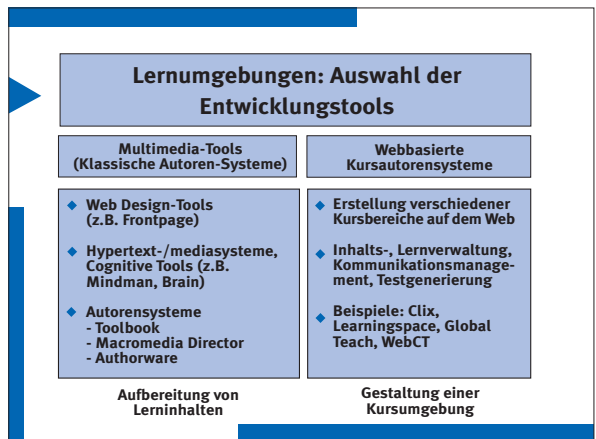 Lernumgebungen: Auswahl der
Entwicklungstools
Multimedia-Tools
(Klassische Autoren-Systeme)
Web Design-Tools
(z.B. Frontpage)
Hypertext-/mediasysteme,
Cognitive Tools (z.B.
Mindman, Brain)
Autorensysteme
- Toolbook
- Macromedia Director
- Authorware
Aufbereitung von
Lerninhalten
Webbasierte
Kursautorensysteme
Erstellung verschiedener
Kursbereiche auf dem Web
Inhalts-, Lernverwaltung,
Kommunikationsmanage-
ment, Testgenerierung
Beispiele: Clix,
Learningspace, Global
Teach, WebCT
Gestaltung einer
Kursumgebung